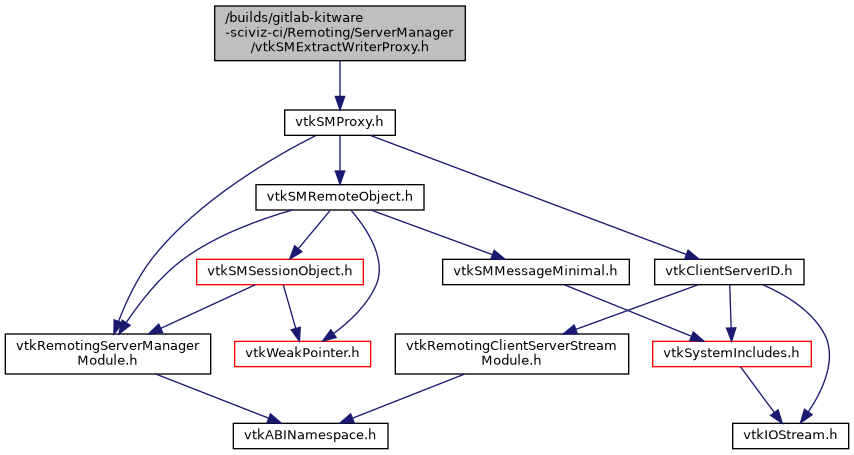 /builds/gitlab-kitware
-sciviz-ci/Remoting/ServerManager
/vtkSMExtractWriterProxy.h
vtkSMProxy.h
vtkSMRemoteObject.h
vtkSMSessionObject.h
vtkSMMessageMinimal.h
vtkClientServerID.h
vtkRemotingServerManager
Module.h
vtkWeakPointer.h
vtkRemotingClientServerStream
Module.h
vtkSystemIncludes.h
vtkABINamespace.h
vtkIOStream.h